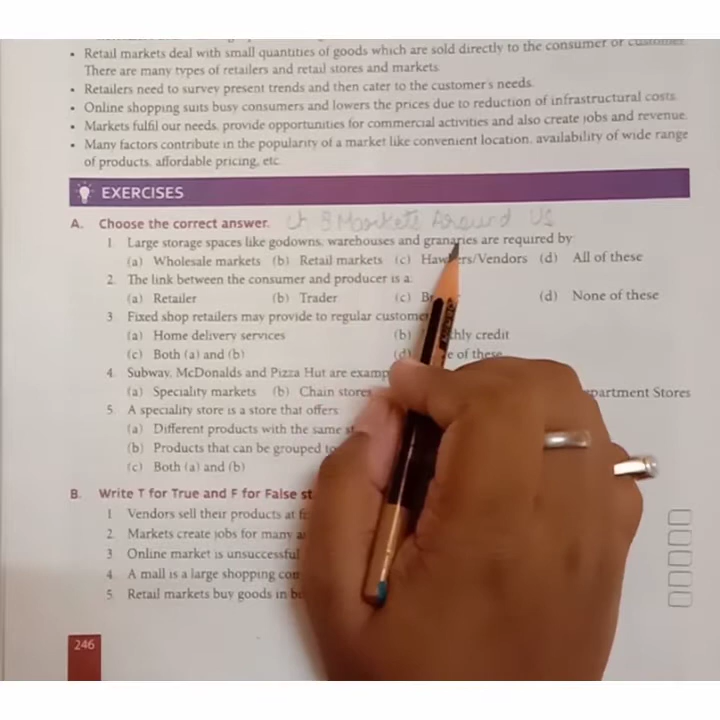 • Retail markets deal with small quantities of goods which are sold directly to the consumer or customer.
There are many types of retailers and retail stores and markets.
• Retailers need to survey present trends and then cater to the customer's needs.
• Online shopping suits busy consumers and lowers the prices due to reduction of infrastructural costs.
• Markets fulfil our needs, provide opportunities for commercial activities and also create jobs and revenue.
• Many factors contribute in the popularity of a market like convenient location, availability of wide range
of products, affordable pricing, etc.
EXERCISES
A. Choose the correct answer. Ch 8 Markets Around Us
1. Large storage spaces like godowns, warehouses and granaries are required by
(a) Wholesale markets (b) Retail markets (c) Hawkers/Vendors (d) All of these
2. The link between the consumer and producer is a:
(a) Retailer (b) Trader (c) (d) None of these
3. Fixed shop retailers may provide to regular customer
(a) Home delivery services (b) credit
(c) Both (a) and (b) (d) of these
4. Subway, McDonalds and Pizza Hut are
(a) Speciality markets (b) Chain stores Stores
5. A speciality store is a store that offers
(a) Different products with the same
(b) Products that can be grouped
(c) Both (a) and (b)
B. Write T for True and F for False
1. Vendors sell their products at
2. Markets create jobs for many
3. Online market is unsuccessful
4. A mall is a large shopping
5. Retail markets buy goods in
246